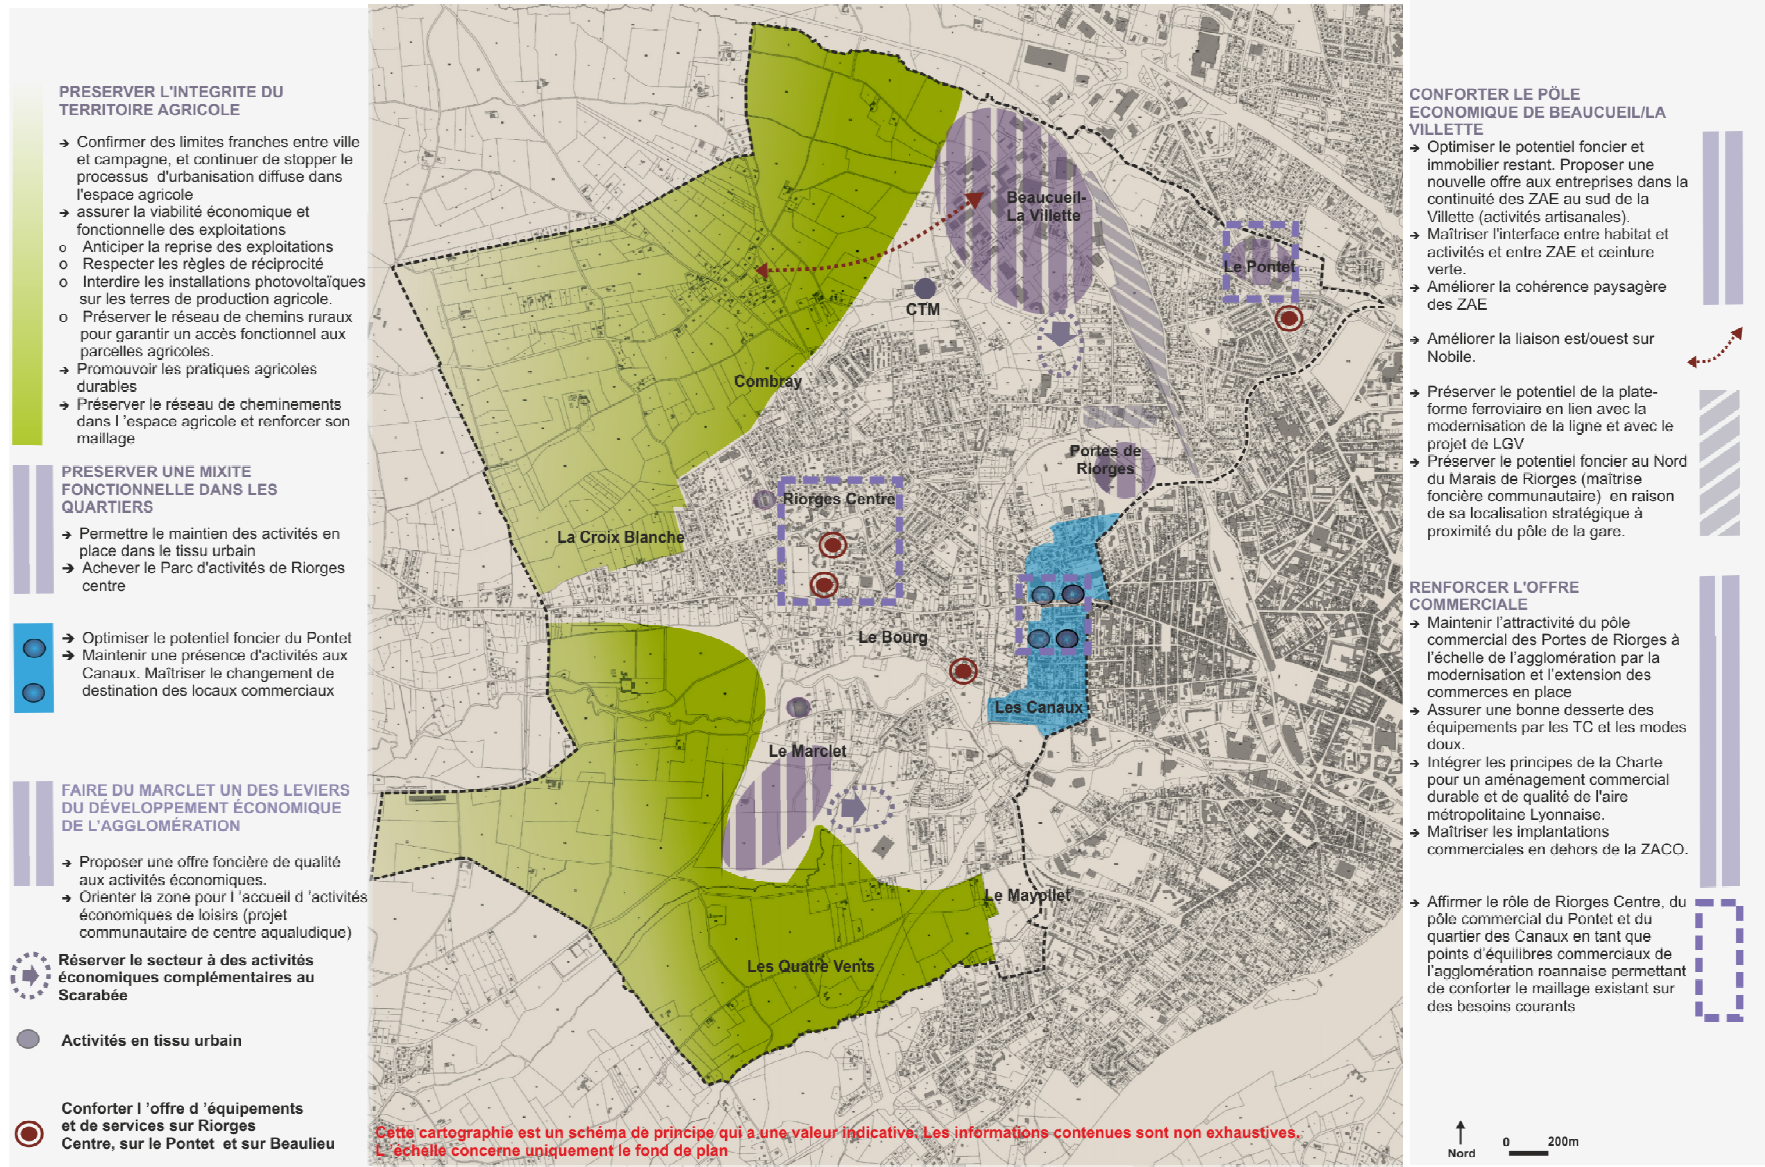 PRESERVER L'INTEGRITE DU
TERRITOIRE AGRICOLE
➔ Confirmer des limites franches entre ville
et campagne, et continuer de stopper le
processus d'urbanisation diffuse dans
l'espace agricole
➔ assurer la viabilité économique et
fonctionnelle des exploitations
o Anticiper la reprise des exploitations
o Respecter les règles de réciprocité
o Interdire les installations photovoltaïques
sur les terres de production agricole.
o Préserver le réseau de chemins ruraux
pour garantir un accès fonctionnel aux
parcelles agricoles.
➔ Promouvoir les pratiques agricoles
durables
➔ Préserver le réseau de cheminements
dans l 'espace agricole et renforcer son
maillage
PRESERVER UNE MIXITE
FONCTIONNELLE DANS LES
QUARTIERS
➔ Permettre le maintien des activités en
place dans le tissu urbain
➔ Achever le Parc d'activités de Riorges
centre
➔ Optimiser le potentiel foncier du Pontet
➔ Maintenir une présence d'activités aux
Canaux. Maîtriser le changement de
destination des locaux commerciaux
FAIRE DU MARCLET UN DES LEVIERS
DU DÉVELOPPEMENT ÉCONOMIQUE
DE L'AGGLOMÉRATION
➔ Proposer une offre foncière de qualité
aux activités économiques.
➔ Orienter la zone pour l 'accueil d 'activités
économiques de loisirs (projet
communautaire de centre aqualudique)
Réserver le secteur à des activités
économiques complémentaires au
Scarabée
Activités en tissu urbain
Conforter l 'offre d 'équipements
et de services sur Riorges
Centre, sur le Pontet et sur Beaulieu
Beaucueil-
La Villette
Le Pontet
CTM
Combray
Portes de
Riorges
Riorges Centre
La Croix Blanche
Le Bourg
Les Canaux
Le Marclet
Le Mayollet
Les Quatre Vents
Cette cartographie est un schéma de principe qui a une valeur indicative. Les informations contenues sont non exhaustives.
L' échelle concerne uniquement le fond de plan
CONFORTER LE PÖLE
ECONOMIQUE DE BEAUCUEIL/LA
VILLETTE
➔ Optimiser le potentiel foncier et
immobilier restant. Proposer une
nouvelle offre aux entreprises dans la
continuité des ZAE au sud de la
Villette (activités artisanales).
➔ Maîtriser l'interface entre habitat et
activités et entre ZAE et ceinture
verte.
➔ Améliorer la cohérence paysagère
des ZAE
➔ Améliorer la liaison est/ouest sur
Nobile.
➔ Préserver le potentiel de la plate-
forme ferroviaire en lien avec la
modernisation de la ligne et avec le
projet de LGV
➔ Préserver le potentiel foncier au Nord
du Marais de Riorges (maîtrise
foncière communautaire) en raison
de sa localisation stratégique à
proximité du pôle de la gare.
RENFORCER L'OFFRE
COMMERCIALE
➔ Maintenir l'attractivité du pôle
commercial des Portes de Riorges à
l'échelle de l'agglomération par la
modernisation et l'extension des
commerces en place
➔ Assurer une bonne desserte des
équipements par les TC et les modes
doux.
➔ Intégrer les principes de la Charte
pour un aménagement commercial
durable et de qualité de l'aire
métropolitaine Lyonnaise.
➔ Maîtriser les implantations
commerciales en dehors de la ZACO.
➔ Affirmer le rôle de Riorges Centre, du
pôle commercial du Pontet et du
quartier des Canaux en tant que
points d'équilibres commerciaux de
l'agglomération roannaise permettant
de conforter le maillage existant sur
des besoins courants
Nord
0 200m